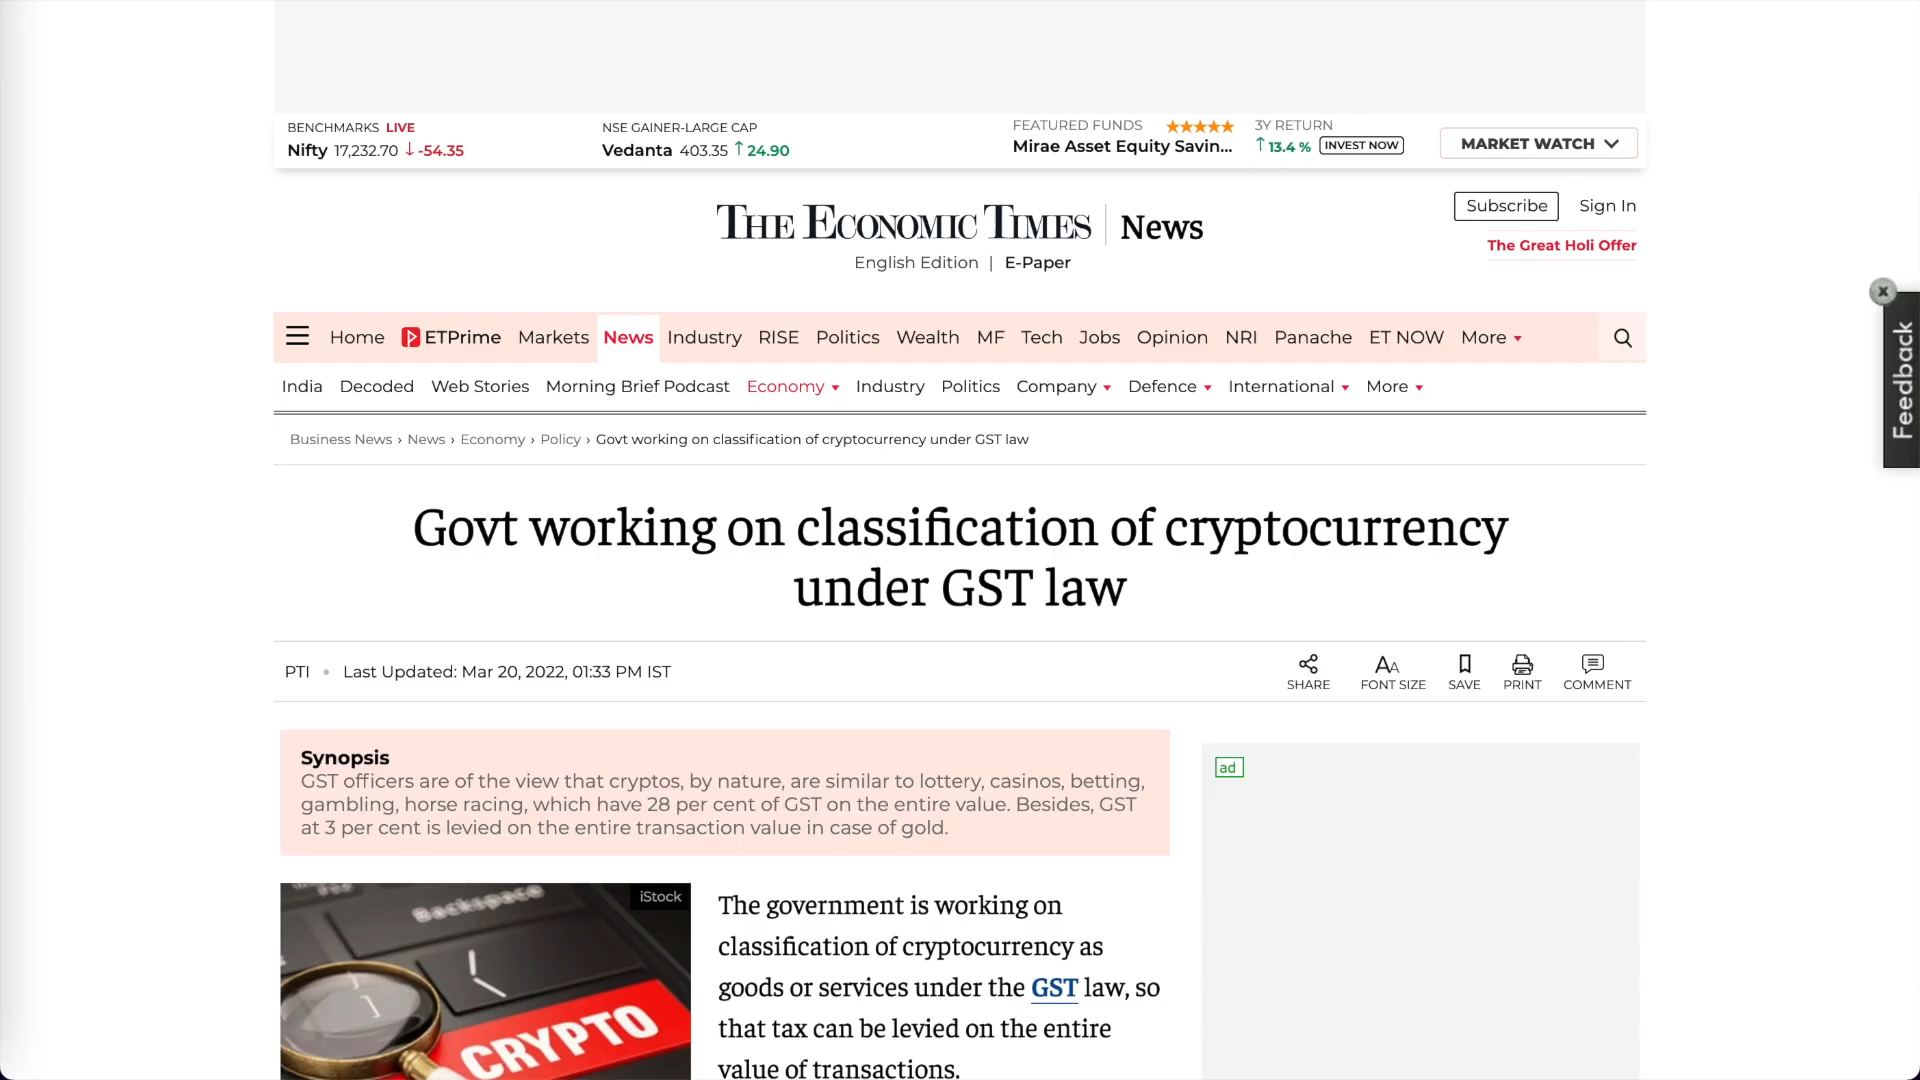 BENCHMARKS LIVE
Nifty 17,232.70 ↓ -54.35
NSE GAINER-LARGE CAP
Vedanta 403.35 ↑ 24.90
FEATURED FUNDS ★★★★★
Mirae Asset Equity Savin...
3Y RETURN
↑ 13.4 % INVEST NOW
MARKET WATCH
THE ECONOMIC TIMES | News
English Edition | E-Paper
Subscribe Sign In
The Great Holi Offer
Feedback
Home ETPrime Markets News Industry RISE Politics Wealth MF Tech Jobs Opinion NRI Panache ET NOW More
India Decoded Web Stories Morning Brief Podcast Economy Industry Politics Company Defence International More
Business News › News › Economy › Policy › Govt working on classification of cryptocurrency under GST law
Govt working on classification of cryptocurrency
under GST law
PTI • Last Updated: Mar 20, 2022, 01:33 PM IST
SHARE FONT SIZE SAVE PRINT COMMENT
Synopsis
GST officers are of the view that cryptos, by nature, are similar to lottery, casinos, betting,
gambling, horse racing, which have 28 per cent of GST on the entire value. Besides, GST
at 3 per cent is levied on the entire transaction value in case of gold.
ad
iStock
Backspace
CRYPTO
The government is working on
classification of cryptocurrency as
goods or services under the GST law, so
that tax can be levied on the entire
value of transactions.